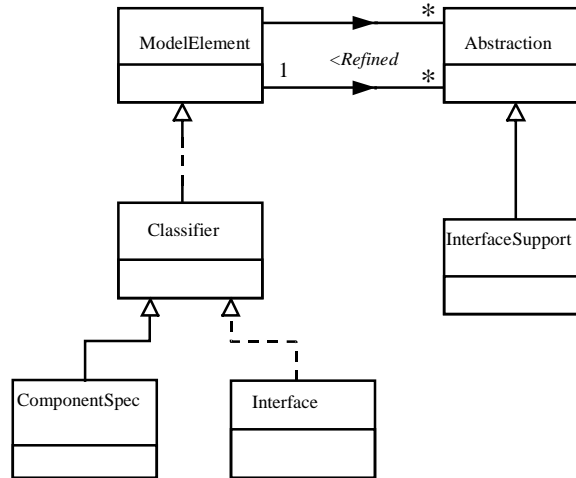 ModelElement
*
Abstraction
<Refined
1
*
Classifier
InterfaceSupport
ComponentSpec
Interface